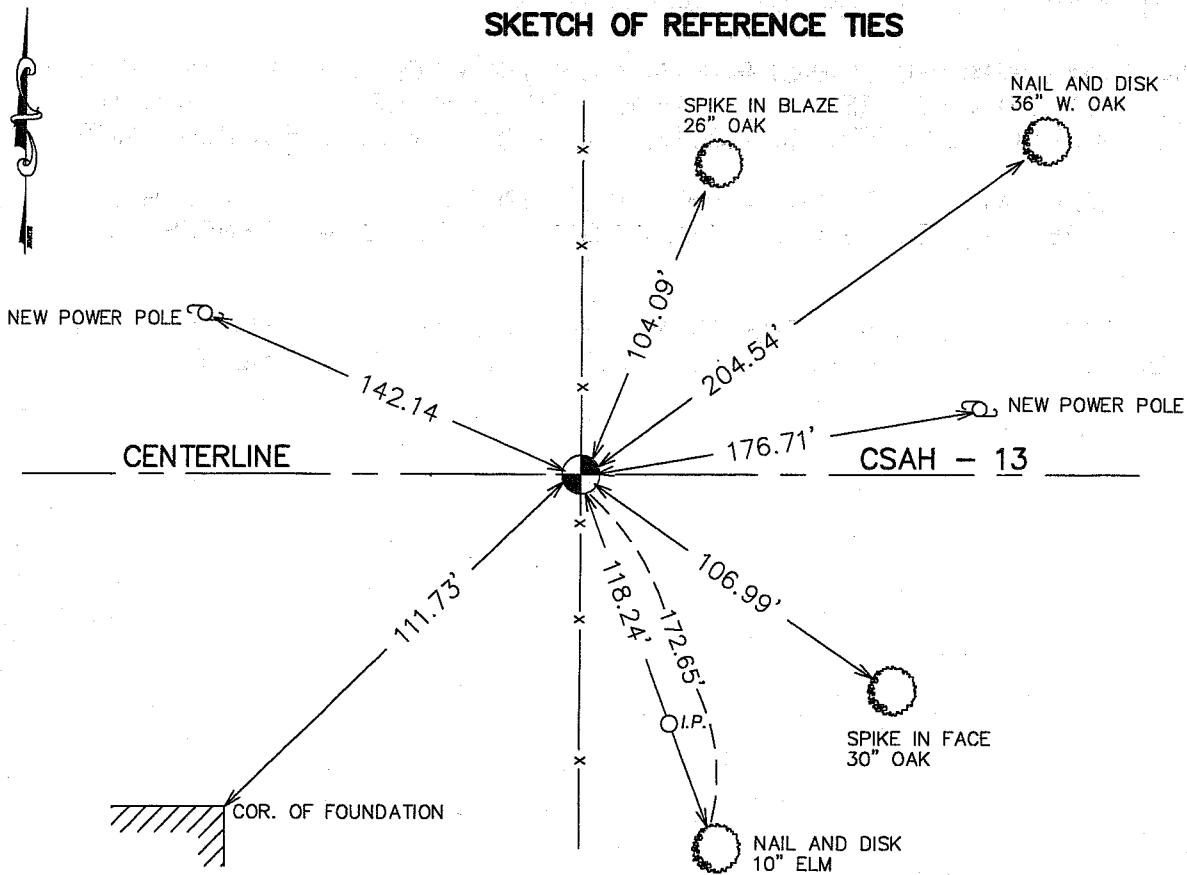 SKETCH OF REFERENCE TIES
SPIKE IN BLAZE
26" OAK
NAIL AND DISK
36" W. OAK
NEW POWER POLE
104.09'
204.54'
142.14
NEW POWER POLE
176.71'
CENTERLINE
CSAH - 13
111.73'
118.24'
172.65'
106.99'
I.P.
SPIKE IN FACE
30" OAK
COR. OF FOUNDATION
NAIL AND DISK
10" ELM